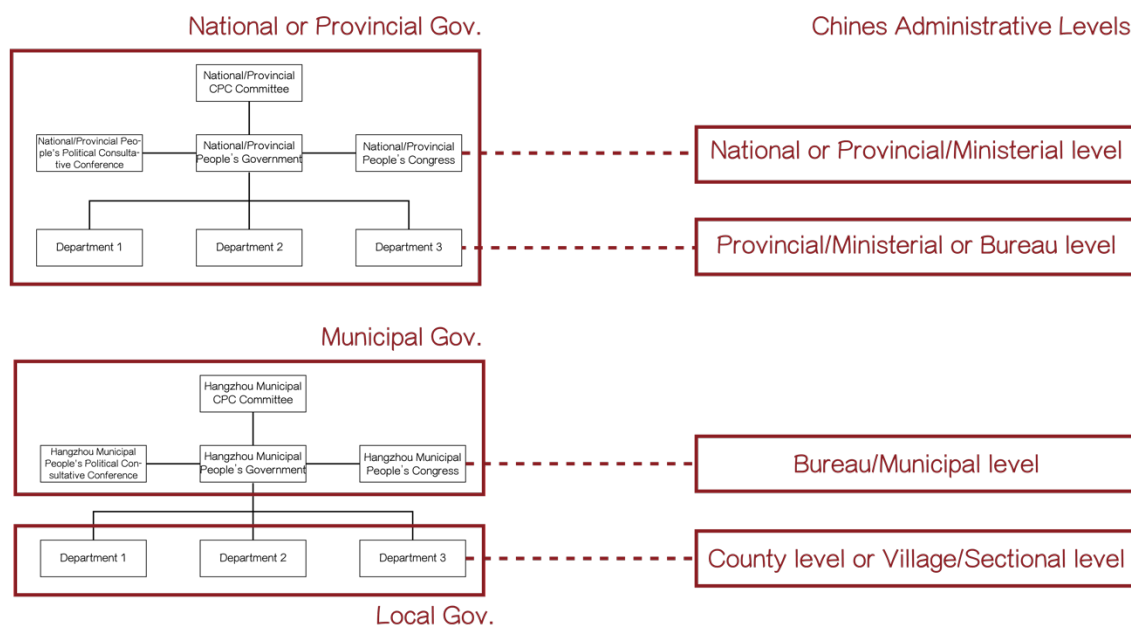 National or Provincial Gov.
Chines Administrative Levels
National/Provincial
CPC Committee
National/Provincial Peo-
ple's Political Consulta-
tive Conference
National/Provincial
People's Government
National/Provincial
People's Congress
National or Provincial/Ministerial level
Department 1
Department 2
Department 3
Provincial/Ministerial or Bureau level
Municipal Gov.
Hangzhou Municipal
CPC Committee
Hangzhou Municipal
People's Political Con-
sultative Conference
Hangzhou Municipal
People's Government
Hangzhou Municipal
People's Congress
Bureau/Municipal level
Department 1
Department 2
Department 3
County level or Village/Sectional level
Local Gov.